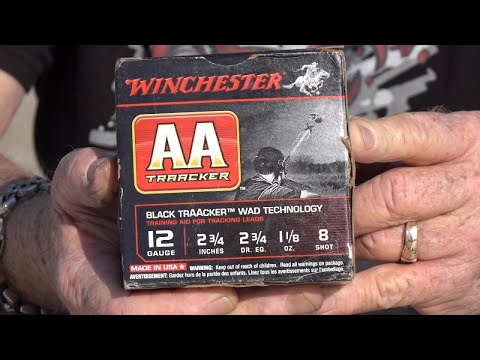 WINCHESTER
AA
TRAACKER™
BLACK TRAÅCKER™ WAD TECHNOLOGY
TRAINING AID FOR TRACKING LEADS
12 2 3/4 2 3/4 1 1/8 8
GAUGE INCHES DR. EQ. OZ. SHOT
MADE IN USA WARNING: Keep out of reach of children. Read all warnings on package.
AVERTISSEMENT: Gardez hors de la portée des enfants. Lisez tous les avertissements sur l'emballage.